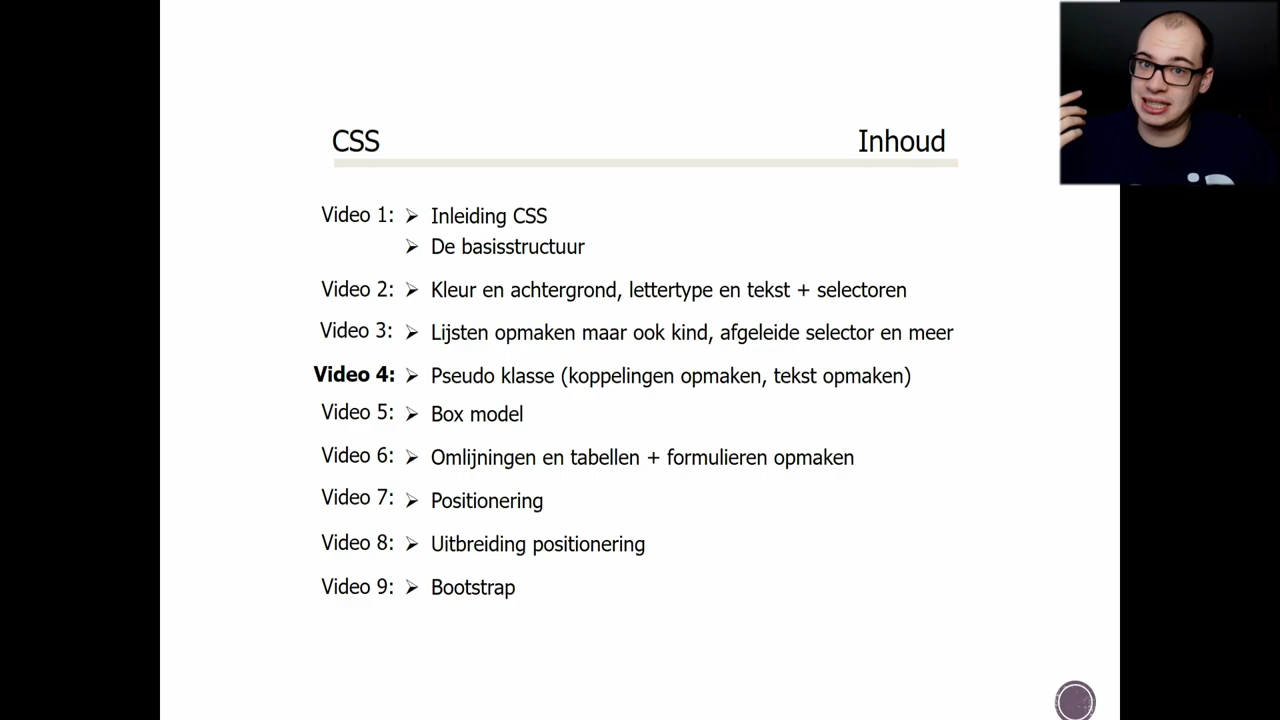 CSS Inhoud
Video 1: ➢ Inleiding CSS
➢ De basisstructuur
Video 2: ➢ Kleur en achtergrond, lettertype en tekst + selectoren
Video 3: ➢ Lijsten opmaken maar ook kind, afgeleide selector en meer
Video 4: ➢ Pseudo klasse (koppelingen opmaken, tekst opmaken)
Video 5: ➢ Box model
Video 6: ➢ Omlijningen en tabellen + formulieren opmaken
Video 7: ➢ Positionering
Video 8: ➢ Uitbreiding positionering
Video 9: ➢ Bootstrap